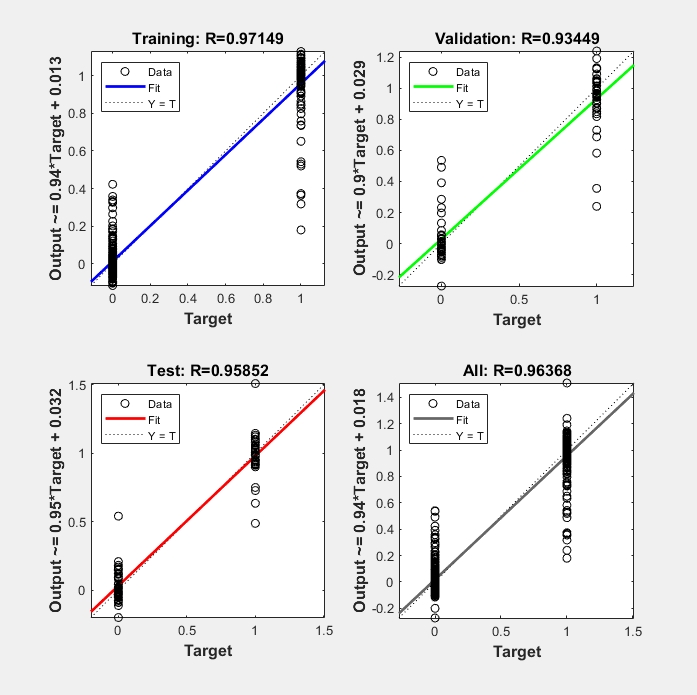 Training: R=0.97149
Output ~= 0.94*Target + 0.013
Data
Fit
Y = T
0
0.2
0.4
0.6
0.8
1
0
0.2
0.4
0.6
0.8
1
Target
Validation: R=0.93449
Output ~= 0.9*Target + 0.029
Data
Fit
Y = T
-0.2
0
0.2
0.4
0.6
0.8
1
1.2
0
0.5
1
Target
Test: R=0.95852
Output ~= 0.95*Target + 0.032
Data
Fit
Y = T
0
0.5
1
1.5
0
0.5
1
1.5
Target
All: R=0.96368
Output ~= 0.94*Target + 0.018
Data
Fit
Y = T
-0.2
0
0.2
0.4
0.6
0.8
1.0
1.2
1.4
0
0.5
1
1.5
Target